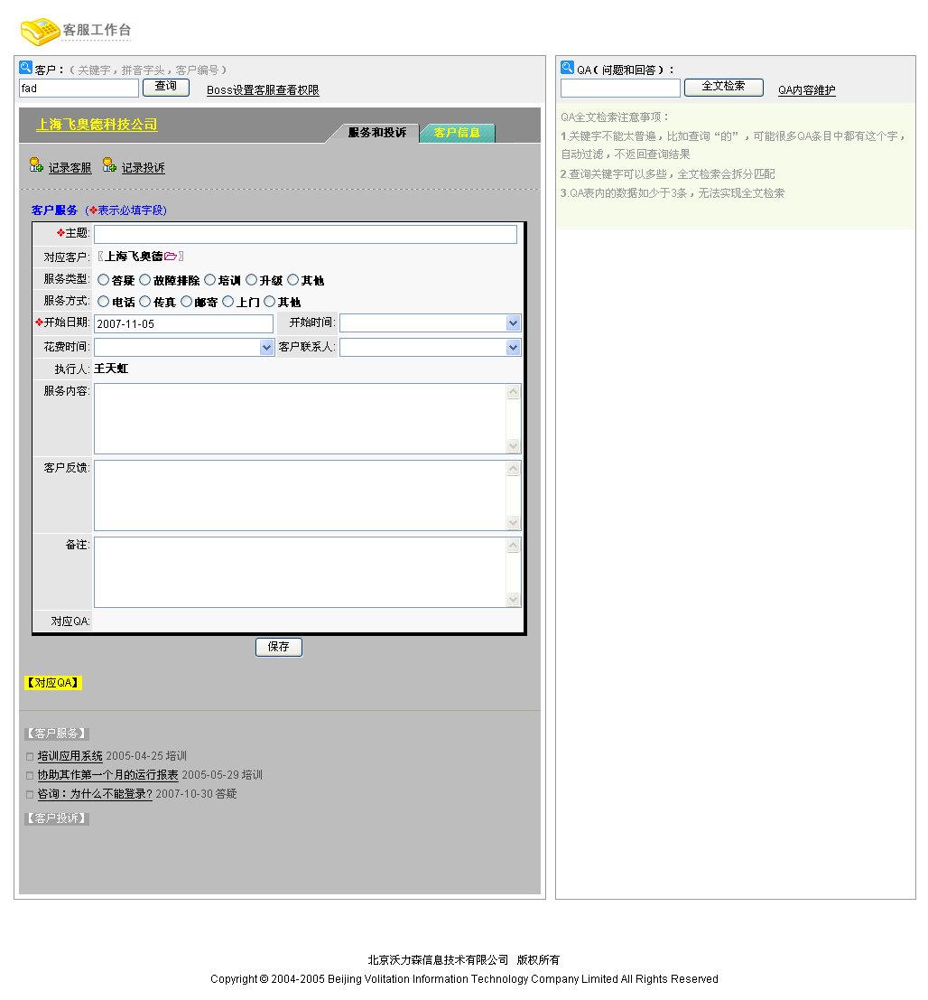 客服工作台
客户：（关键字，拼音字头，客户编号）
fad 查询 Boss设置客服查看权限
上海飞奥德科技公司 服务和投诉 客户信息
记录客服 记录投诉
客户服务（❖表示必填字段）
❖主题:
对应客户: 〖上海飞奥德〗
服务类型: 答疑 故障排除 培训 升级 其他
服务方式: 电话 传真 邮寄 上门 其他
❖开始日期: 2007-11-05 开始时间:
花费时间: 客户联系人:
执行人: 王天虹
服务内容:
客户反馈:
备注:
对应QA:
保存
【对应QA】
【客户服务】
□ 培训应用系统 2005-04-25 培训
□ 协助其作第一个月的运行报表 2005-05-29 培训
□ 咨询：为什么不能登录? 2007-10-30 答疑
【客户投诉】
QA（问题和回答）：
全文检索 QA内容维护
QA全文检索注意事项：
1.关键字不能太普遍，比如查询“的”，可能很多QA条目中都有这个字，
自动过滤，不返回查询结果
2.查询关键字可以多些，全文检索会拆分匹配
3.QA表内的数据如少于3条，无法实现全文检索
北京沃力森信息技术有限公司 版权所有
Copyright © 2004-2005 Beijing Volitation Information Technology Company Limited All Rights Reserved